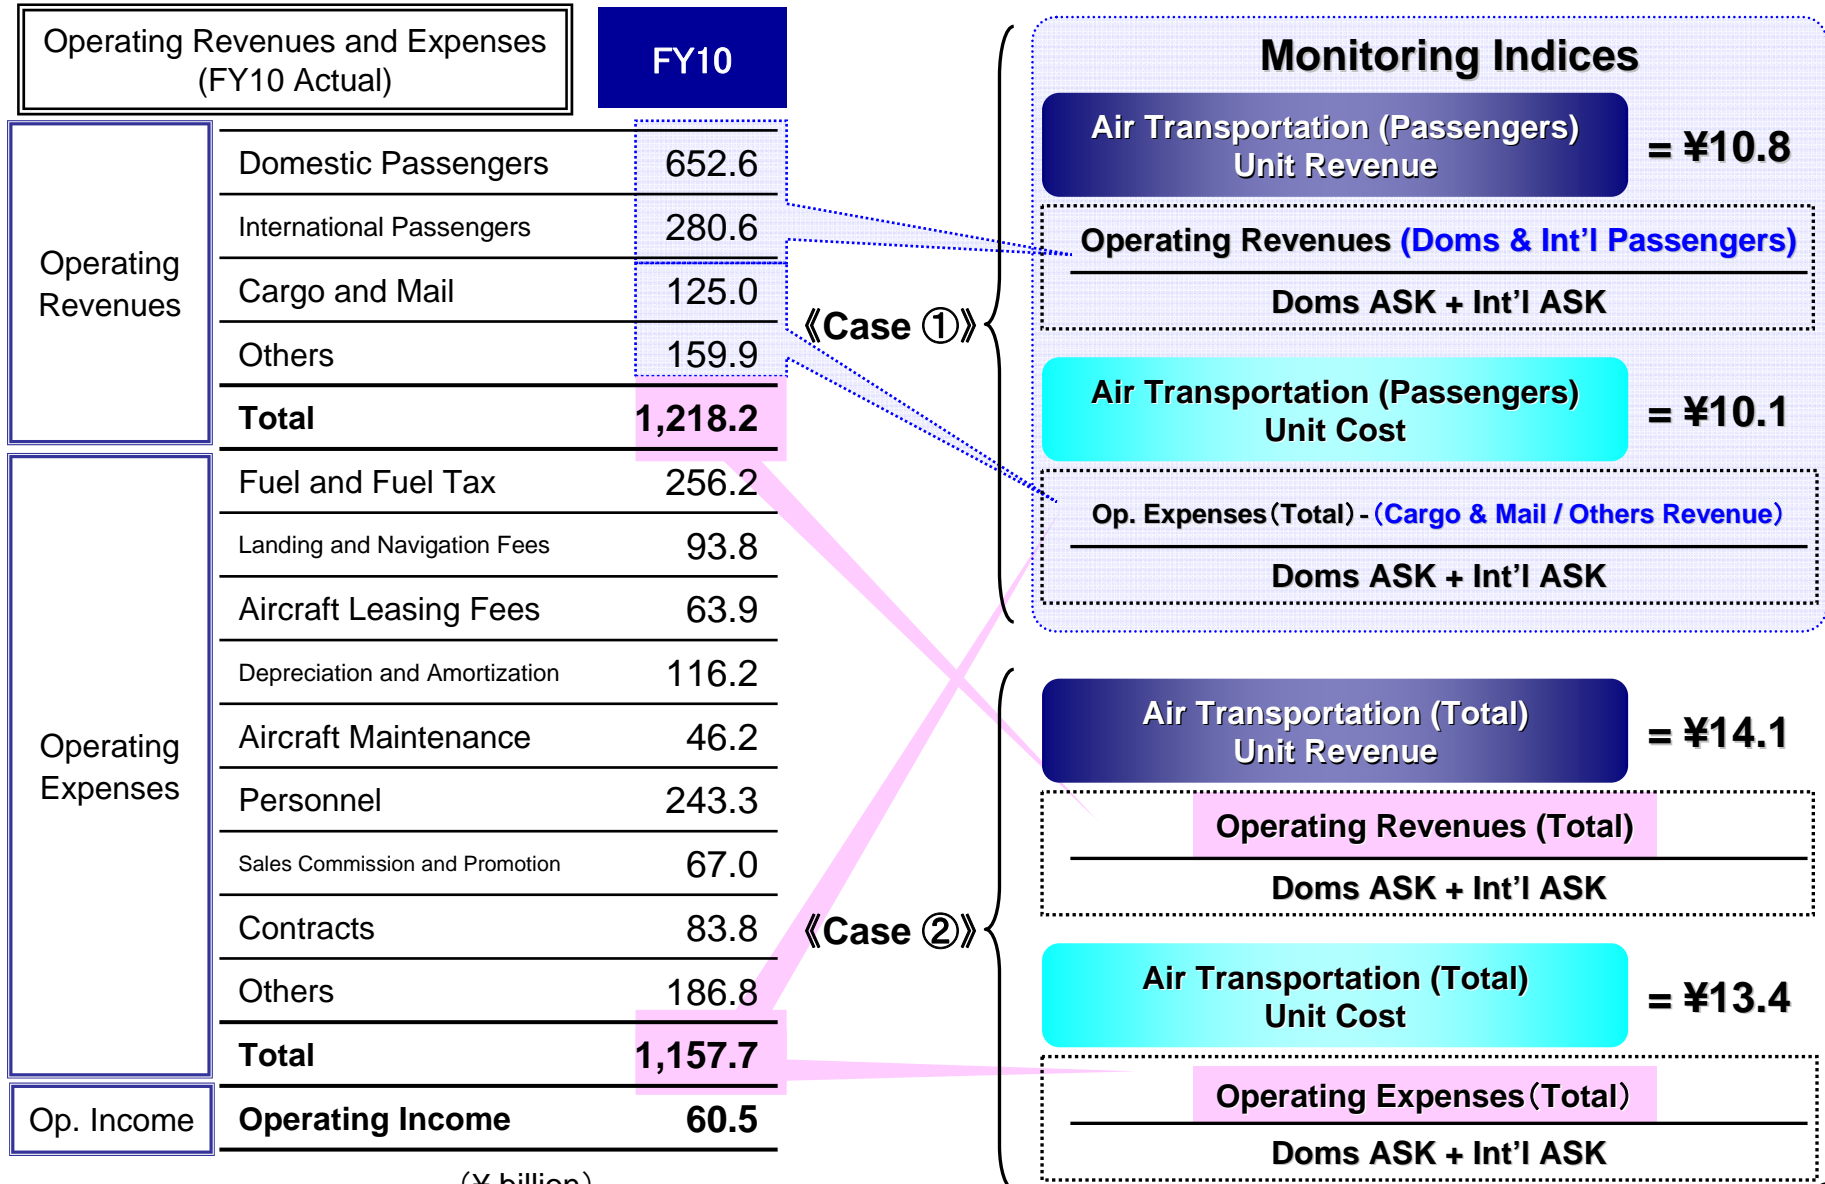 Operating Revenues and Expenses
(FY10 Actual)
FY10
Operating
Revenues
Domestic Passengers 652.6
International Passengers 280.6
Cargo and Mail 125.0
Others 159.9
Total 1,218.2
Operating
Expenses
Fuel and Fuel Tax 256.2
Landing and Navigation Fees 93.8
Aircraft Leasing Fees 63.9
Depreciation and Amortization 116.2
Aircraft Maintenance 46.2
Personnel 243.3
Sales Commission and Promotion 67.0
Contracts 83.8
Others 186.8
Total 1,157.7
Op. Income
Operating Income 60.5
(¥ billion)
《Case ①》
Monitoring Indices
Air Transportation (Passengers)
Unit Revenue
= ¥10.8
Operating Revenues (Doms & Int'l Passengers)
Doms ASK + Int'l ASK
Air Transportation (Passengers)
Unit Cost
= ¥10.1
Op. Expenses（Total）-（Cargo & Mail / Others Revenue）
Doms ASK + Int'l ASK
《Case ②》
Air Transportation (Total)
Unit Revenue
= ¥14.1
Operating Revenues (Total)
Doms ASK + Int'l ASK
Air Transportation (Total)
Unit Cost
= ¥13.4
Operating Expenses（Total）
Doms ASK + Int'l ASK